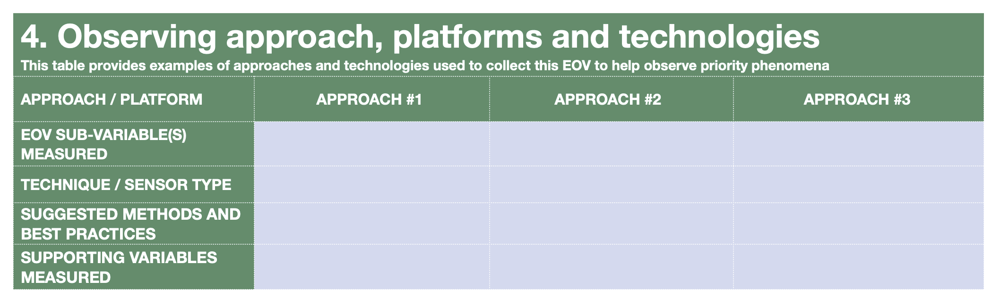 4. Observing approach, platforms and technologies
This table provides examples of approaches and technologies used to collect this EOV to help observe priority phenomena
APPROACH / PLATFORM APPROACH #1 APPROACH #2 APPROACH #3
EOV SUB-VARIABLE(S)
MEASURED
TECHNIQUE / SENSOR TYPE
SUGGESTED METHODS AND
BEST PRACTICES
SUPPORTING VARIABLES
MEASURED